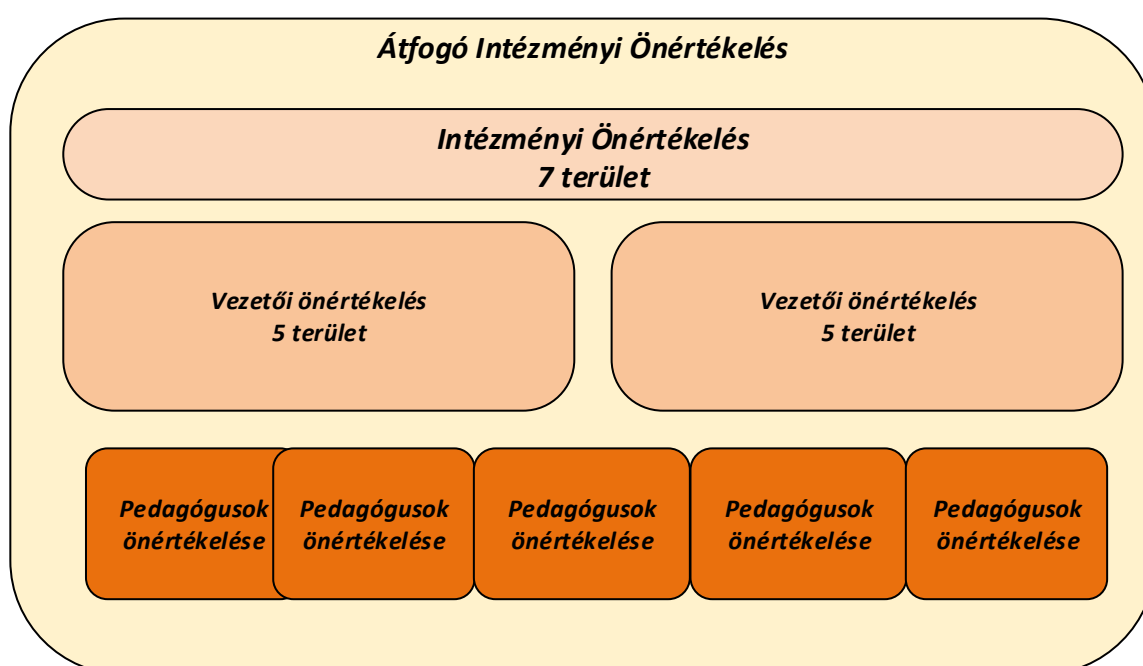 Átfogó Intézményi Önértékelés
Intézményi Önértékelés
7 terület
Vezetői önértékelés
5 terület
Vezetői önértékelés
5 terület
Pedagógusok
önértékelése
Pedagógusok
önértékelése
Pedagógusok
önértékelése
Pedagógusok
önértékelése
Pedagógusok
önértékelése